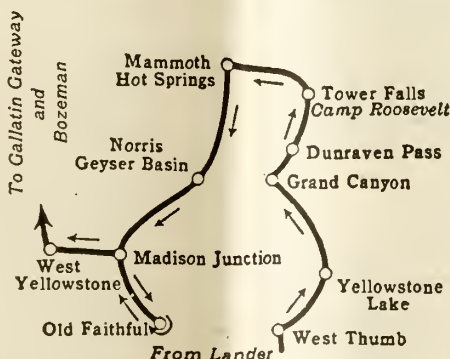 To Gallatin Gateway
and
Bozeman
Mammoth
Hot Springs
Tower Falls
Camp Roosevelt
Norris
Geyser Basin
Dunraven Pass
Grand Canyon
Madison Junction
West
Yellowstone
Yellowstone
Lake
Old Faithful
West Thumb
From Lander